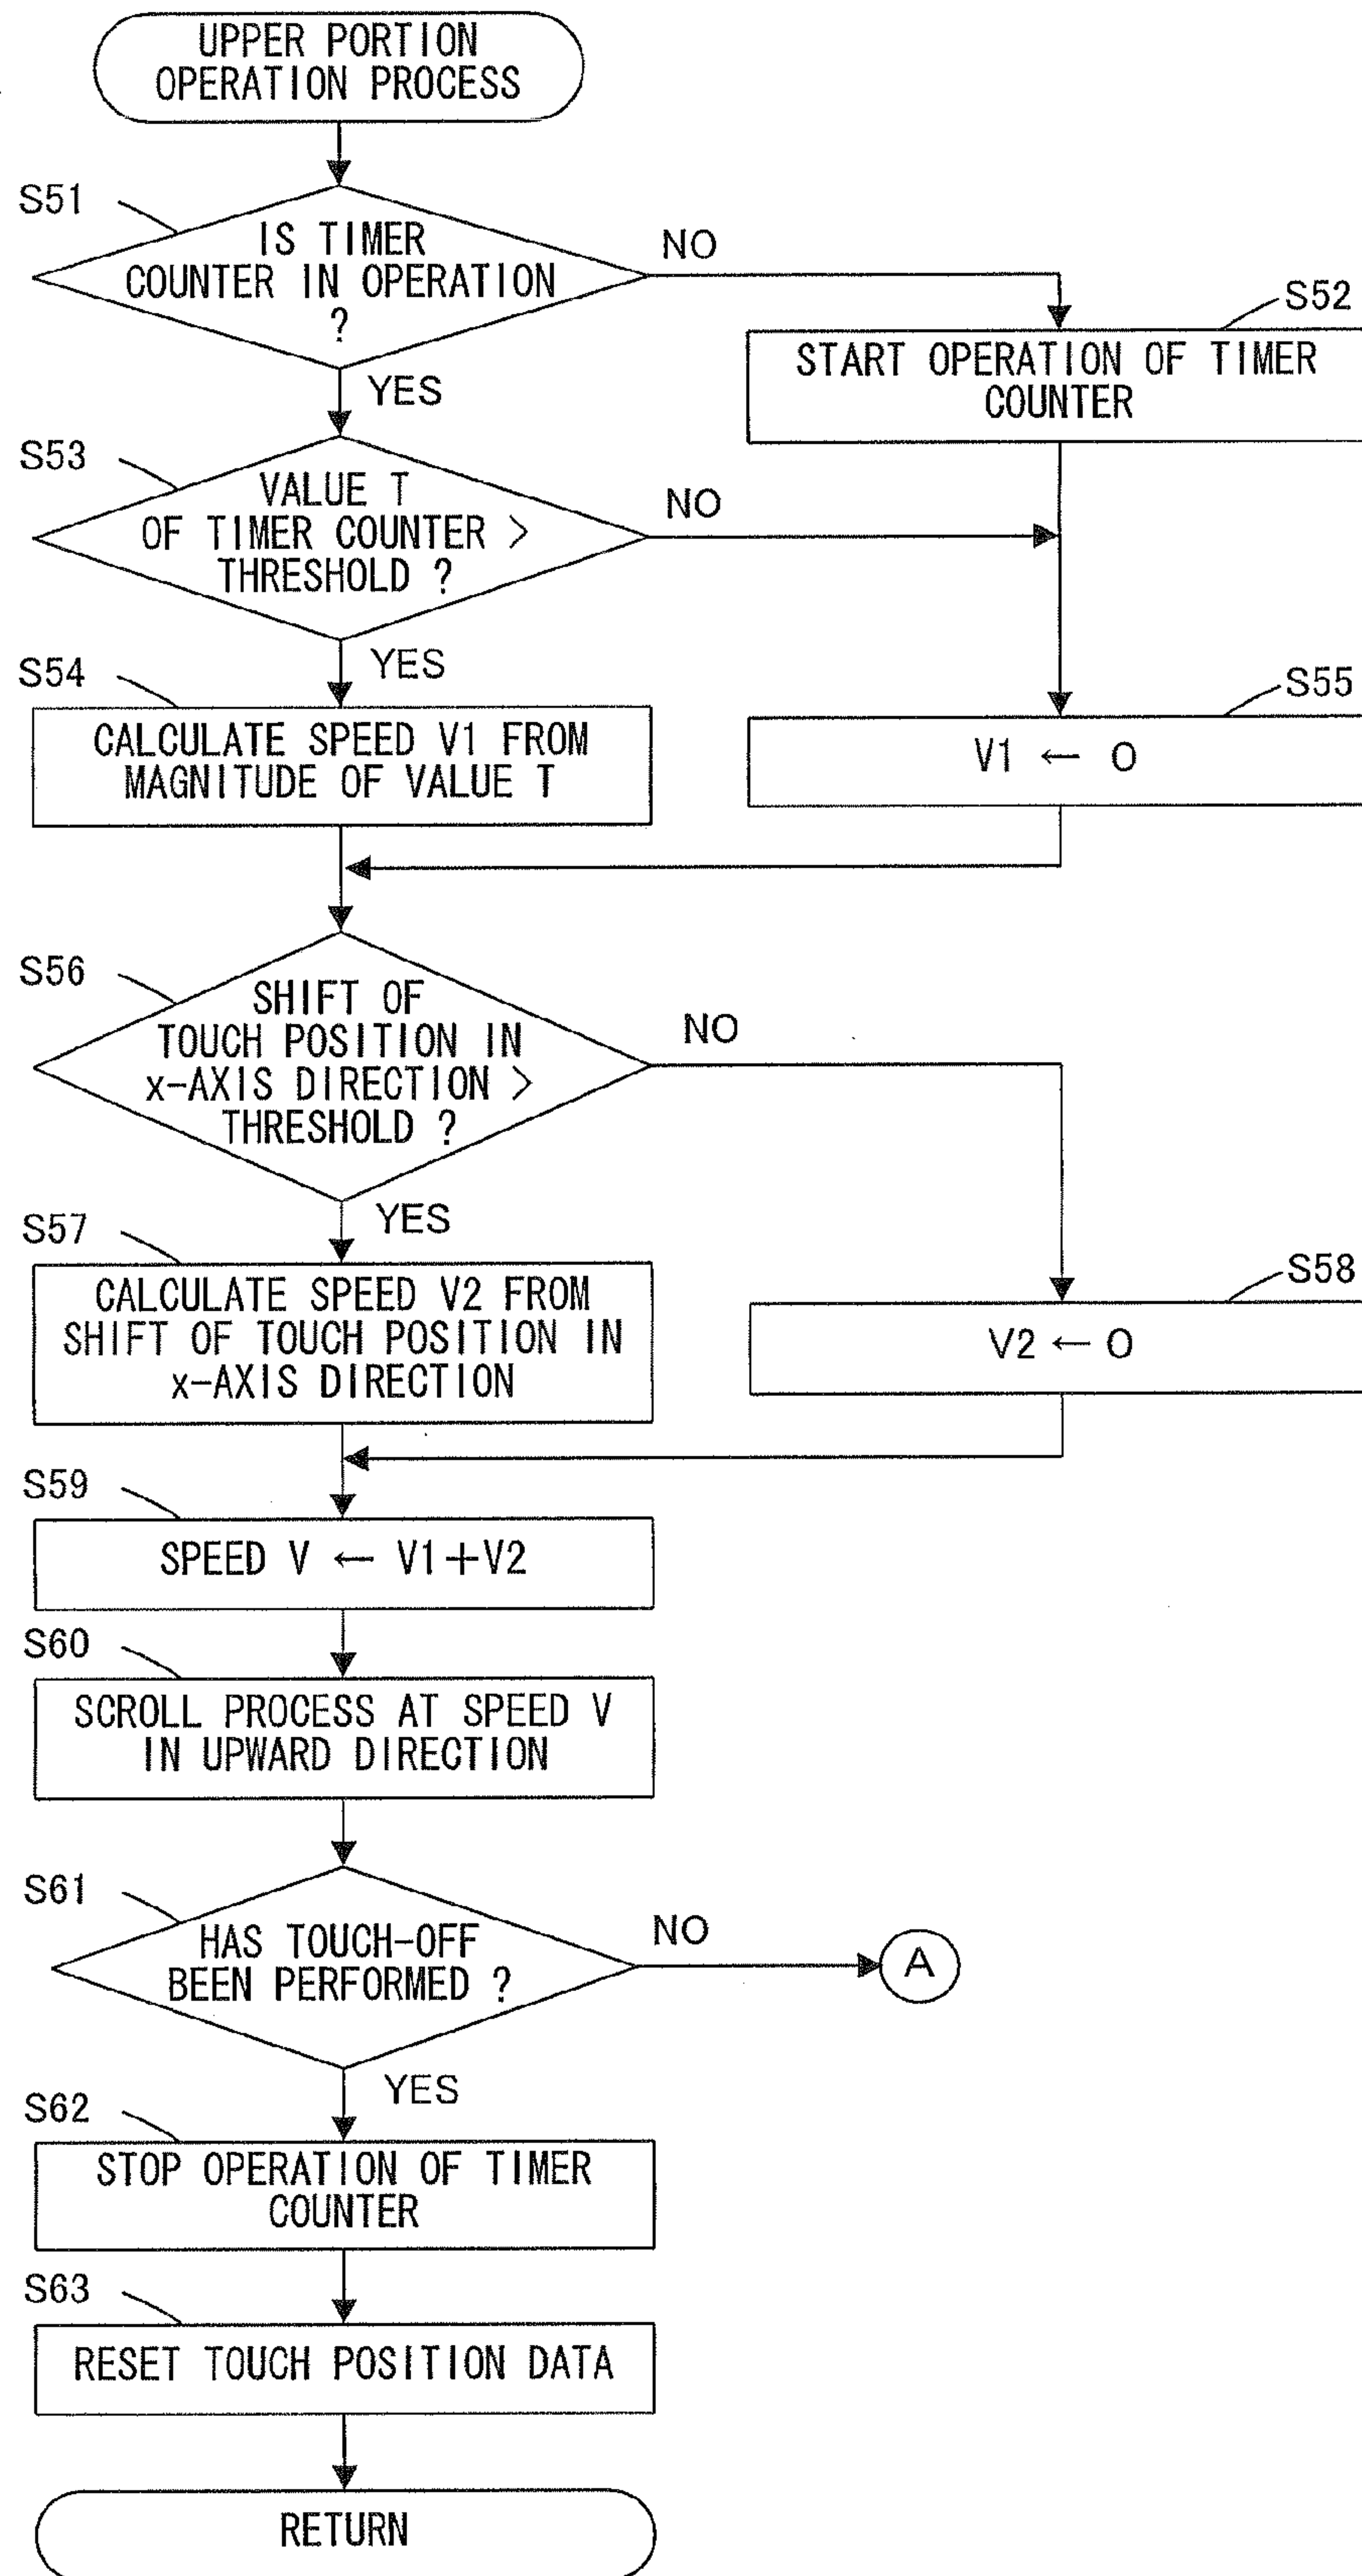 UPPER PORTION
OPERATION PROCESS
S51
IS TIMER
COUNTER IN OPERATION
?
NO
YES
S52
START OPERATION OF TIMER
COUNTER
S53
VALUE T
OF TIMER COUNTER >
THRESHOLD ?
NO
YES
S54
CALCULATE SPEED V1 FROM
MAGNITUDE OF VALUE T
S55
V1 ← 0
S56
SHIFT OF
TOUCH POSITION IN
x-AXIS DIRECTION >
THRESHOLD ?
NO
YES
S57
CALCULATE SPEED V2 FROM
SHIFT OF TOUCH POSITION IN
x-AXIS DIRECTION
S58
V2 ← 0
S59
SPEED V ← V1+V2
S60
SCROLL PROCESS AT SPEED V
IN UPWARD DIRECTION
S61
HAS TOUCH-OFF
BEEN PERFORMED ?
NO
A
YES
S62
STOP OPERATION OF TIMER
COUNTER
S63
RESET TOUCH POSITION DATA
RETURN